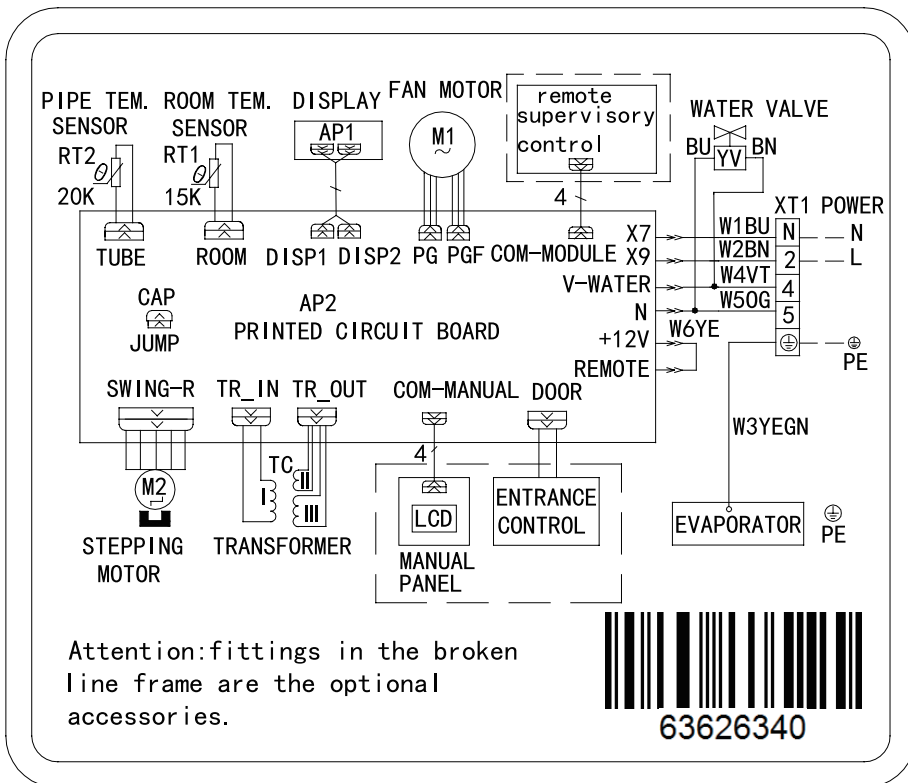 PIPE TEM. SENSOR
ROOM TEM. SENSOR
DISPLAY
FAN MOTOR
remote
supervisory
control
WATER VALVE
RT2
20K
RT1
15K
AP1
M1
~
4
BU
YV
BN
XT1 POWER
TUBE
ROOM
DISP1
DISP2
PG
PGF
COM-MODULE
X7
W1BU
N
N
X9
W2BN
2
L
V-WATER
W4VT
4
N
W5OG
5
+12V
W6YE
REMOTE
PE
CAP
JUMP
AP2
PRINTED CIRCUIT BOARD
SWING-R
TR_IN
TR_OUT
COM-MANUAL
DOOR
4
W3YEGN
M2
TC
I
II
III
LCD
ENTRANCE
CONTROL
EVAPORATOR
PE
STEPPING
MOTOR
TRANSFORMER
MANUAL
PANEL
Attention:fittings in the broken
line frame are the optional
accessories.
63626340